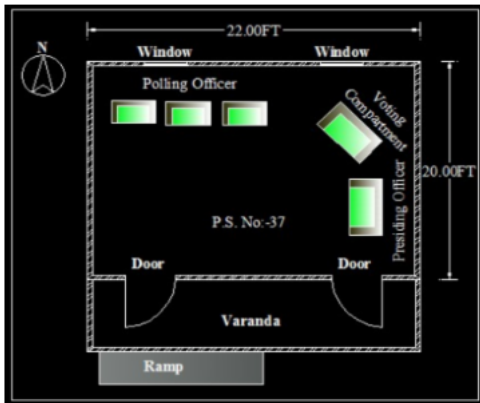 22.00FT
N
Window
Window
Polling Officer
Voting
Compartment
20.00FT
Presiding Officer
P.S. No:-37
Door
Door
Varanda
Ramp